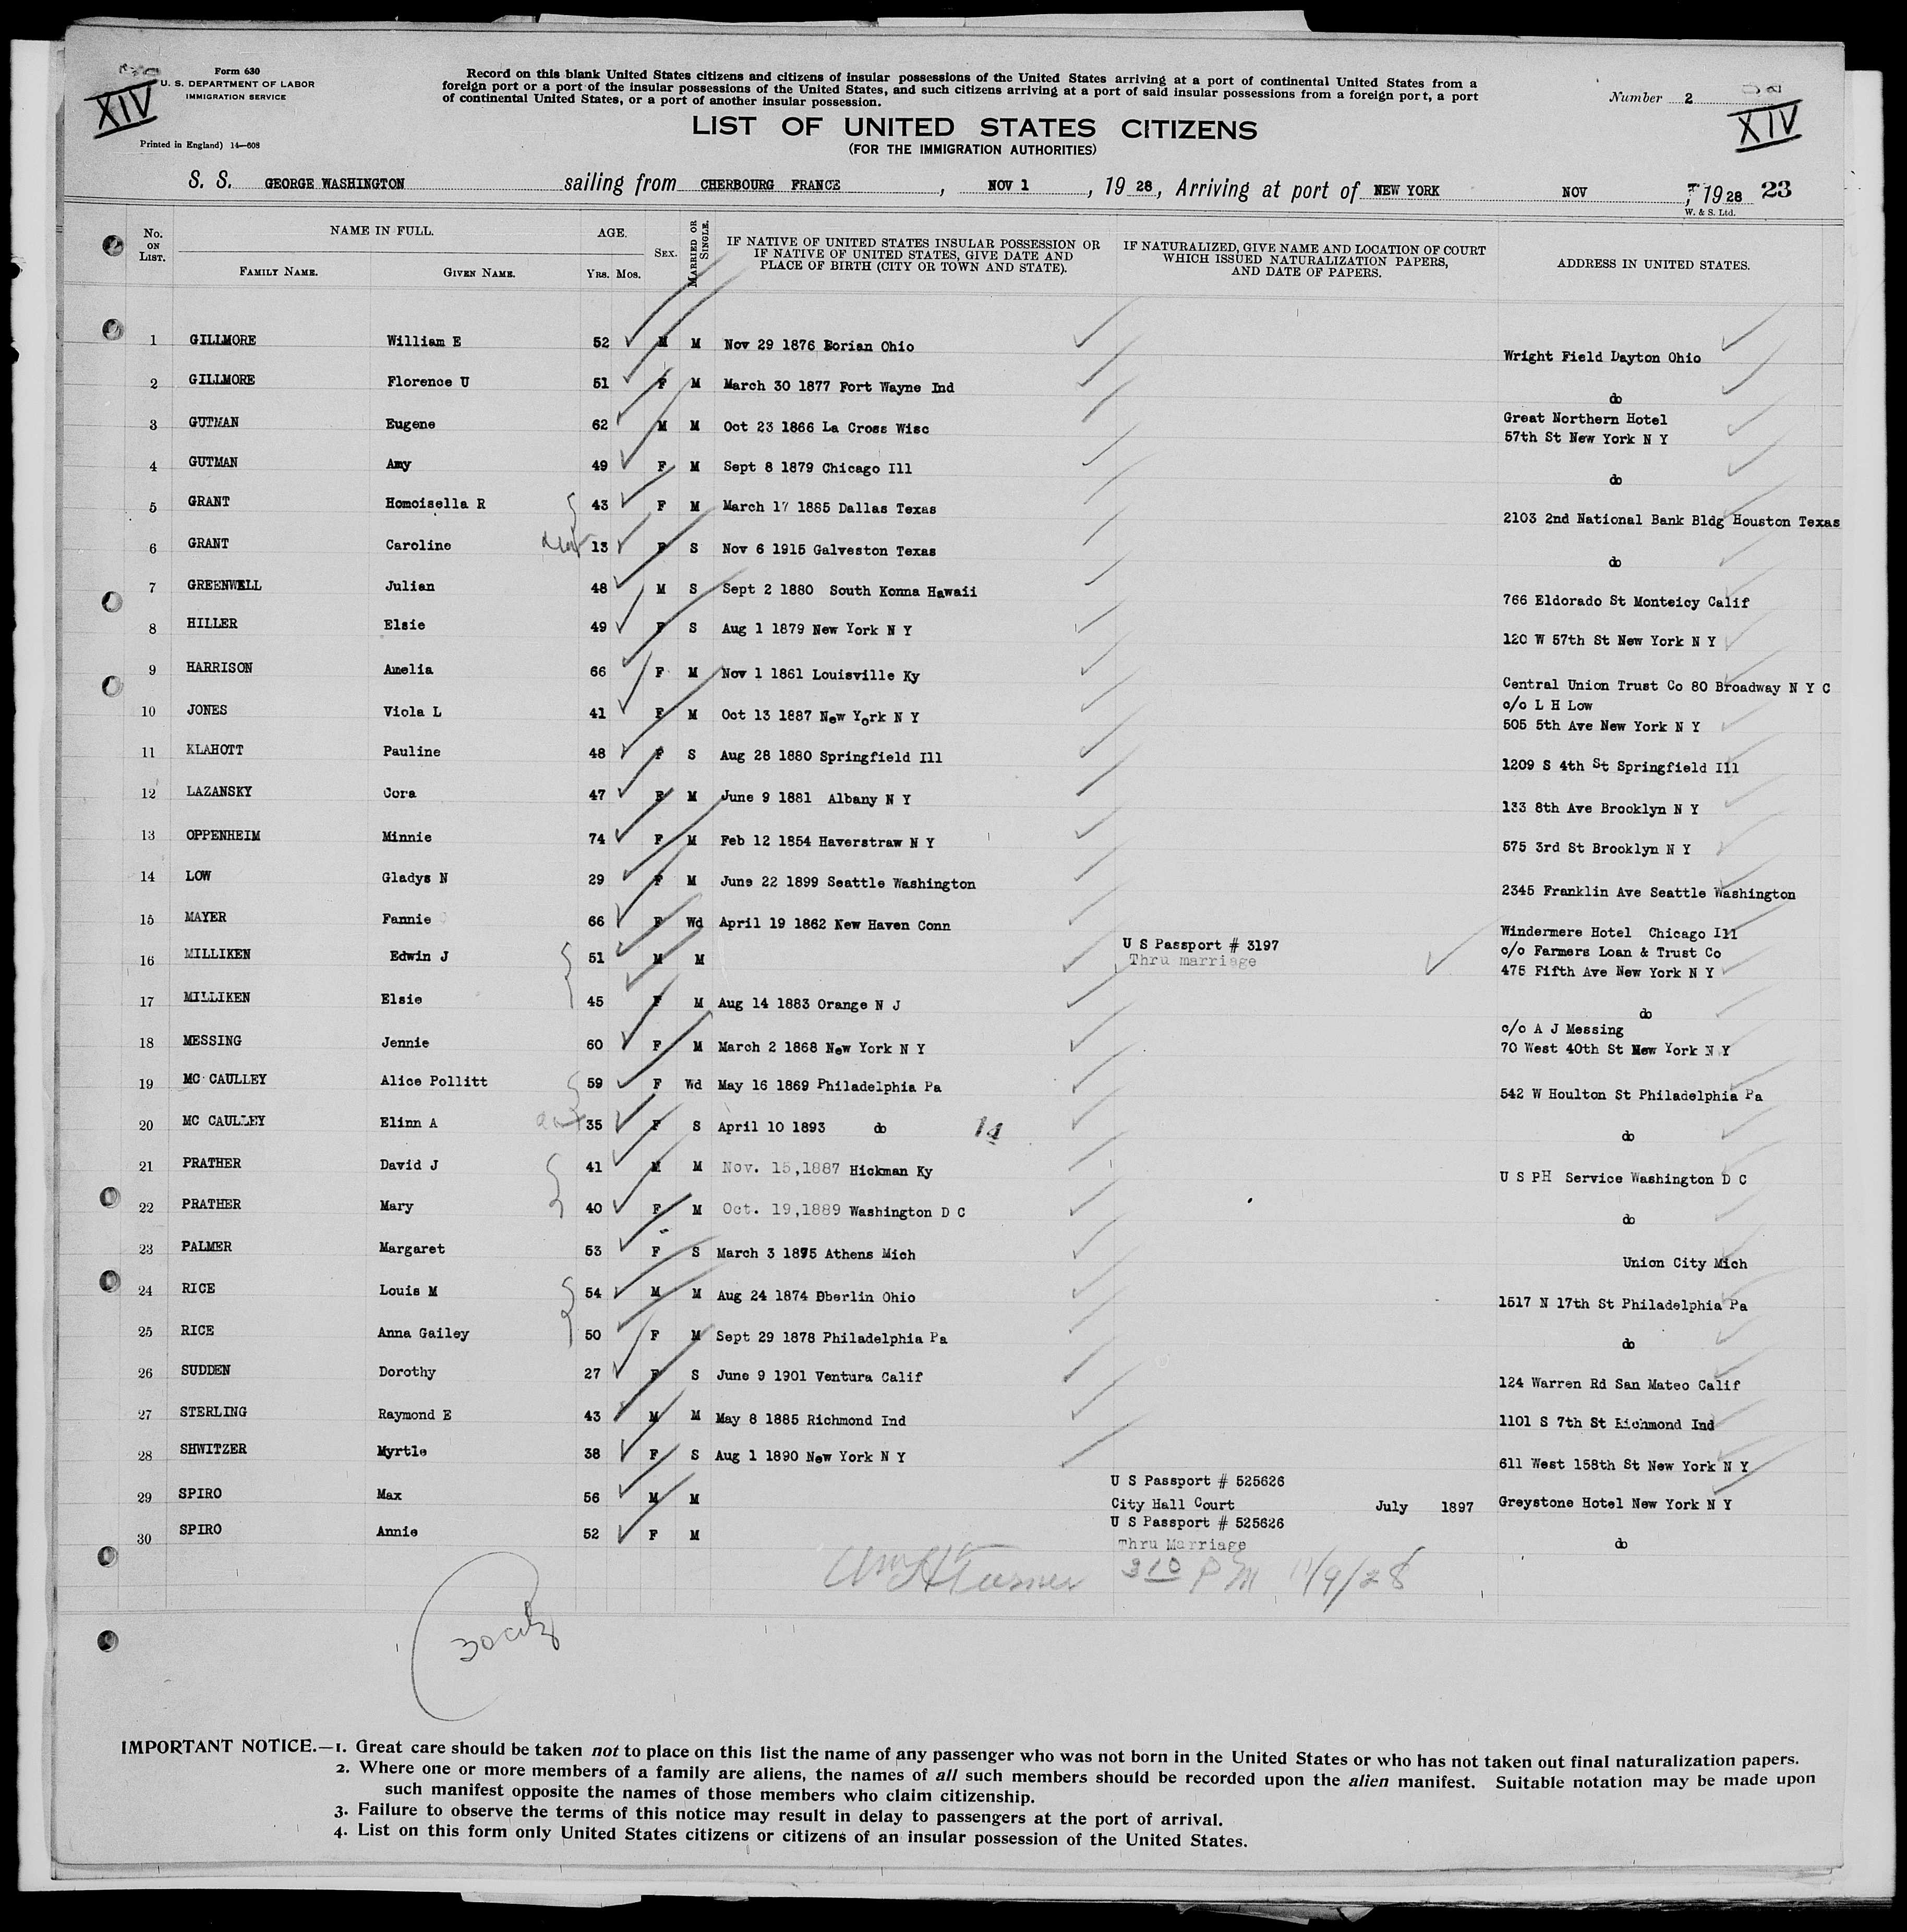 Form 630
U. S. DEPARTMENT OF LABOR
IMMIGRATION SERVICE
XIV
Printed in England) 14—608
Record on this blank United States citizens and citizens of insular possessions of the United States arriving at a port of continental United States from a
foreign port or a port of the insular possessions of the United States, and such citizens arriving at a port of said insular possessions from a foreign port, a port
of continental United States, or a port of another insular possession.
Number 2
XIV
LIST OF UNITED STATES CITIZENS
(FOR THE IMMIGRATION AUTHORITIES)
S. S. GEORGE WASHINGTON sailing from CHERBOURG FRANCE, NOV 1, 19 28, Arriving at port of NEW YORK NOV , 19 28 23
W. & S. Ltd.
No. ON LIST. NAME IN FULL. FAMILY NAME. GIVEN NAME. AGE. YRS. MOS. SEX. MARRIED OR SINGLE. IF NATIVE OF UNITED STATES INSULAR POSSESSION OR IF NATIVE OF UNITED STATES, GIVE DATE AND PLACE OF BIRTH (CITY OR TOWN AND STATE). IF NATURALIZED, GIVE NAME AND LOCATION OF COURT WHICH ISSUED NATURALIZATION PAPERS, AND DATE OF PAPERS. ADDRESS IN UNITED STATES.
1 GILLMORE William E 52 M M Nov 29 1876 Borian Ohio Wright Field Dayton Ohio
2 GILLMORE Florence U 51 F M March 30 1877 Fort Wayne Ind do
3 GUTMAN Eugene 62 M M Oct 23 1866 La Cross Wisc Great Northern Hotel 57th St New York N Y
4 GUTMAN Amy 49 F M Sept 8 1879 Chicago Ill do
5 GRANT Homoisella R 43 F M March 17 1885 Dallas Texas 2103 2nd National Bank Bldg Houston Texas
6 GRANT Caroline 13 F S Nov 6 1915 Galveston Texas do
7 GREENWELL Julian 48 M S Sept 2 1880 South Konna Hawaii 766 Eldorado St Monteicy Calif
8 HILLER Elsie 49 F S Aug 1 1879 New York N Y 120 W 57th St New York N Y
9 HARRISON Amelia 66 F M Nov 1 1861 Louisville Ky Central Union Trust Co 80 Broadway N Y C
10 JONES Viola L 41 F M Oct 13 1887 New York N Y c/o L H Low 505 5th Ave New York N Y
11 KLAHOTT Pauline 48 F S Aug 28 1880 Springfield Ill 1209 S 4th St Springfield Ill
12 LAZANSKY Cora 47 F M June 9 1881 Albany N Y 133 8th Ave Brooklyn N Y
13 OPPENHEIM Minnie 74 F M Feb 12 1854 Haverstraw N Y 575 3rd St Brooklyn N Y
14 LOW Gladys N 29 F M June 22 1899 Seattle Washington 2345 Franklin Ave Seattle Washington
15 MAYER Fannie 66 F Wd April 19 1862 New Haven Conn Windermere Hotel Chicago Ill
16 MILLIKEN Edwin J 51 M M U S Passport # 3197 Thru marriage c/o Farmers Loan & Trust Co 475 Fifth Ave New York N Y
17 MILLIKEN Elsie 45 F M Aug 14 1883 Orange N J do
18 MESSING Jennie 60 F M March 2 1868 New York N Y c/o A J Messing 70 West 40th St New York N Y
19 MC CAULLEY Alice Pollitt 59 F Wd May 16 1869 Philadelphia Pa 542 W Houlton St Philadelphia Pa
20 MC CAULLEY Elinn A 35 F S April 10 1893 do 14 do
21 PRATHER David J 41 M M Nov. 15,1887 Hickman Ky U S PH Service Washington D C
22 PRATHER Mary 40 F M Oct. 19,1889 Washington D C do
23 PALMER Margaret 53 F S March 3 1875 Athens Mich Union City Mich
24 RICE Louis M 54 M M Aug 24 1874 Oberlin Ohio 1517 N 17th St Philadelphia Pa
25 RICE Anna Gailey 50 F M Sept 29 1878 Philadelphia Pa do
26 SUDDEN Dorothy 27 F S June 9 1901 Ventura Calif 124 Warren Rd San Mateo Calif
27 STERLING Raymond E 43 M M May 8 1885 Richmond Ind 1101 S 7th St Richmond Ind
28 SHWITZER Myrtle 38 F S Aug 1 1890 New York N Y 611 West 158th St New York N Y
29 SPIRO Max 56 M M U S Passport # 525626 City Hall Court July 1897 Greystone Hotel New York N Y
30 SPIRO Annie 52 F M U S Passport # 525626 Thru Marriage do
Wm H Turner 310 PM 11/9/28
30 citz
IMPORTANT NOTICE.—1. Great care should be taken not to place on this list the name of any passenger who was not born in the United States or who has not taken out final naturalization papers.
2. Where one or more members of a family are aliens, the names of all such members should be recorded upon the alien manifest. Suitable notation may be made upon
such manifest opposite the names of those members who claim citizenship.
3. Failure to observe the terms of this notice may result in delay to passengers at the port of arrival.
4. List on this form only United States citizens or citizens of an insular possession of the United States.